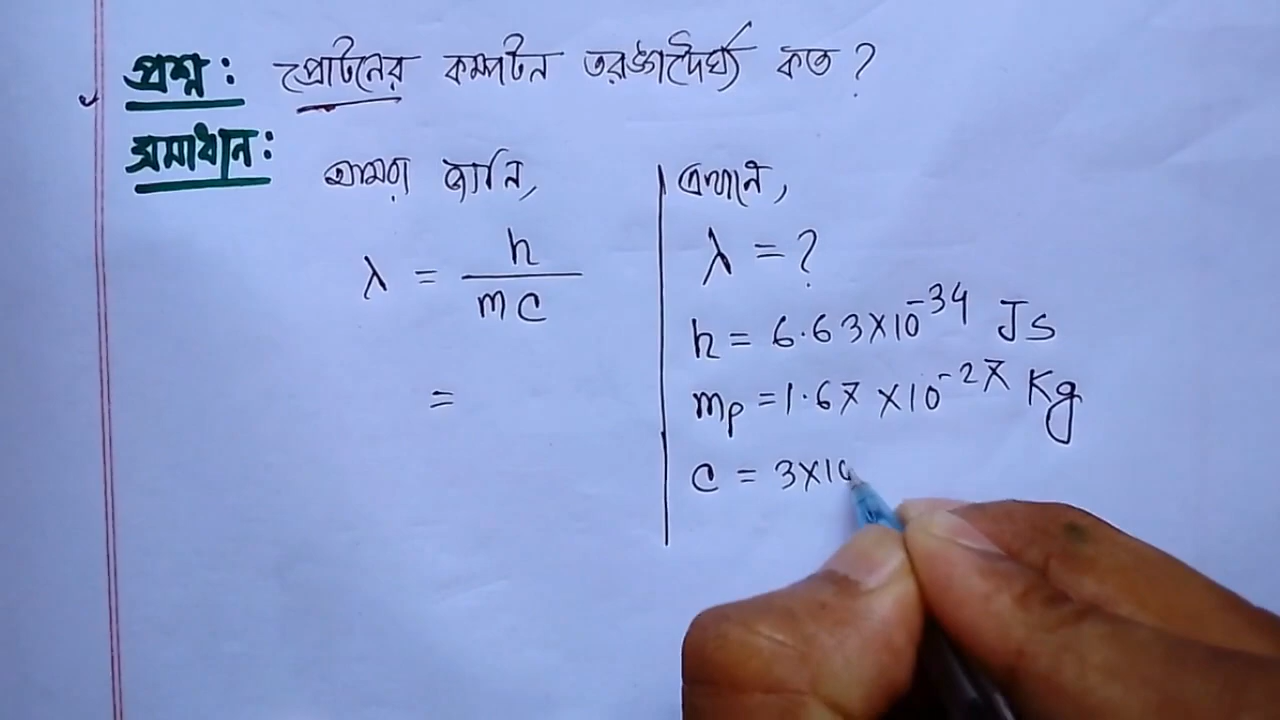 প্রশ্ন : প্রোটনের কম্পটন তরঙ্গদৈর্ঘ্য কত ?
সমাধান :
আমরা জানি,
λ = h / mc
=
এখানে,
λ = ?
h = 6.63×10⁻³⁴ Js
mp = 1.67 ×10⁻²⁷ Kg
c = 3×10